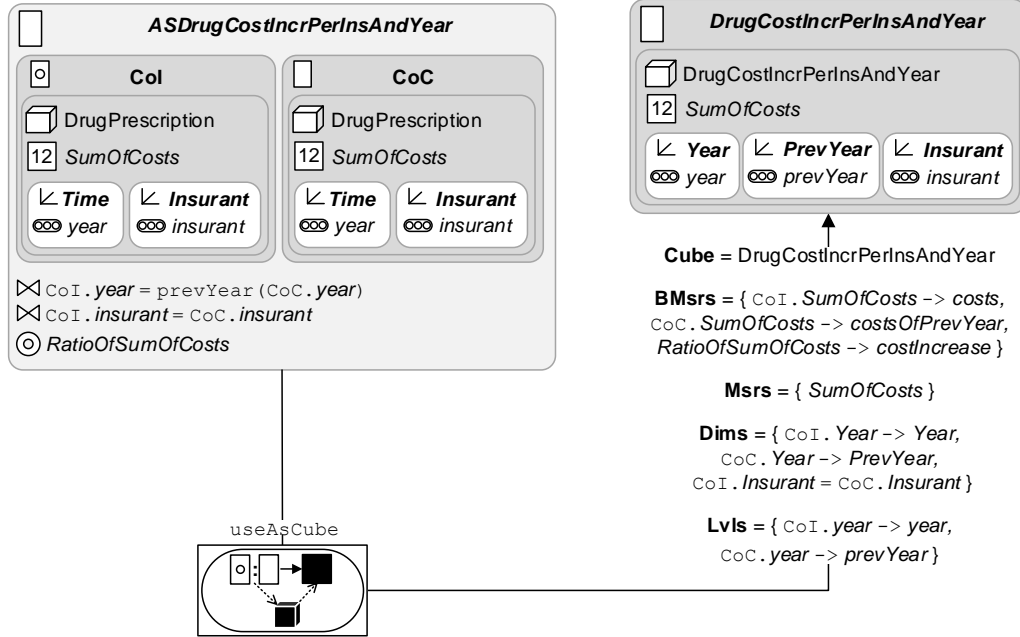 ASDrugCostIncrPerInsAndYear
CoI
DrugPrescription
12 SumOfCosts
Time
year
Insurant
insurant
CoC
DrugPrescription
12 SumOfCosts
Time
year
Insurant
insurant
CoI.year = prevYear(CoC.year)
CoI.insurant = CoC.insurant
RatioOfSumOfCosts
useAsCube
:
DrugCostIncrPerInsAndYear
DrugCostIncrPerInsAndYear
12 SumOfCosts
Year
year
PrevYear
prevYear
Insurant
insurant
Cube = DrugCostIncrPerInsAndYear
BMsrs = { CoI.SumOfCosts -> costs,
CoC.SumOfCosts -> costsOfPrevYear,
RatioOfSumOfCosts -> costIncrease }
Msrs = { SumOfCosts }
Dims = { CoI.Year -> Year,
CoC.Year -> PrevYear,
CoI.Insurant = CoC.Insurant }
Lvls = { CoI.year -> year,
CoC.year -> prevYear }